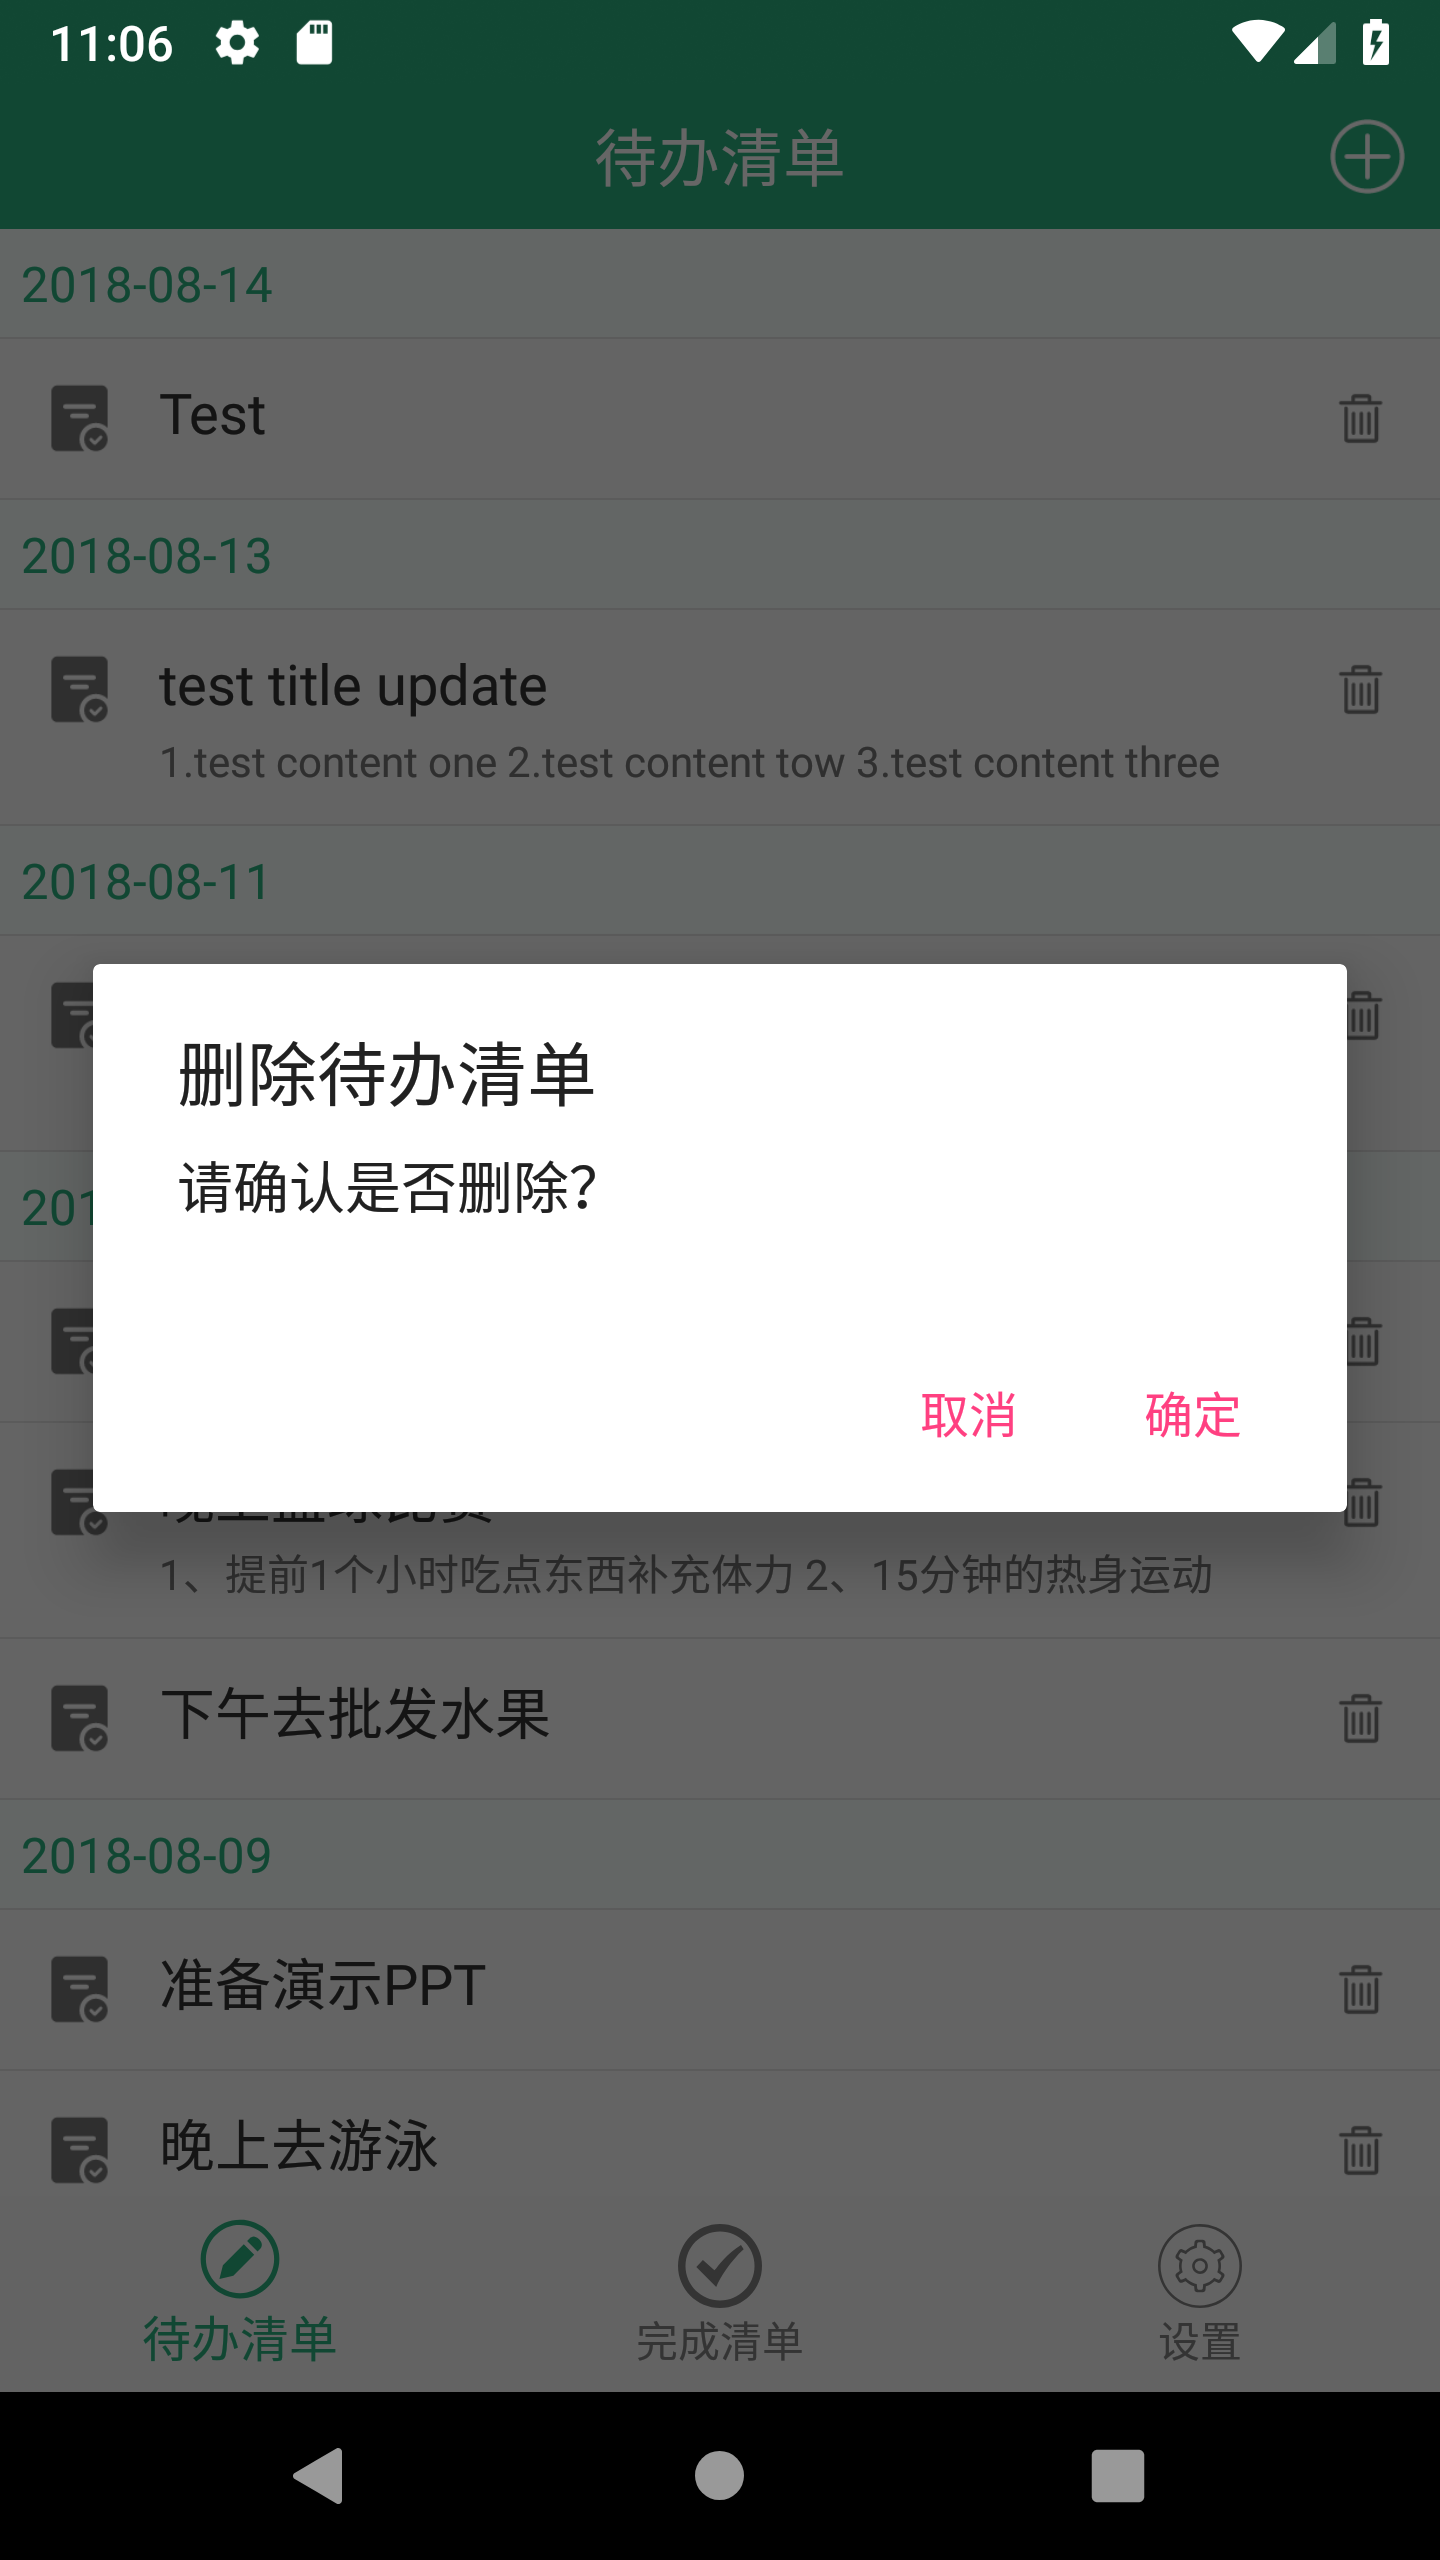 11:06
待办清单
2018-08-14
Test
2018-08-13
test title update
1.test content one 2.test content tow 3.test content three
2018-08-11
删除待办清单
请确认是否删除?
201
取消 确定
1、提前1个小时吃点东西补充体力 2、15分钟的热身运动
下午去批发水果
2018-08-09
准备演示PPT
晚上去游泳
待办清单
完成清单
设置